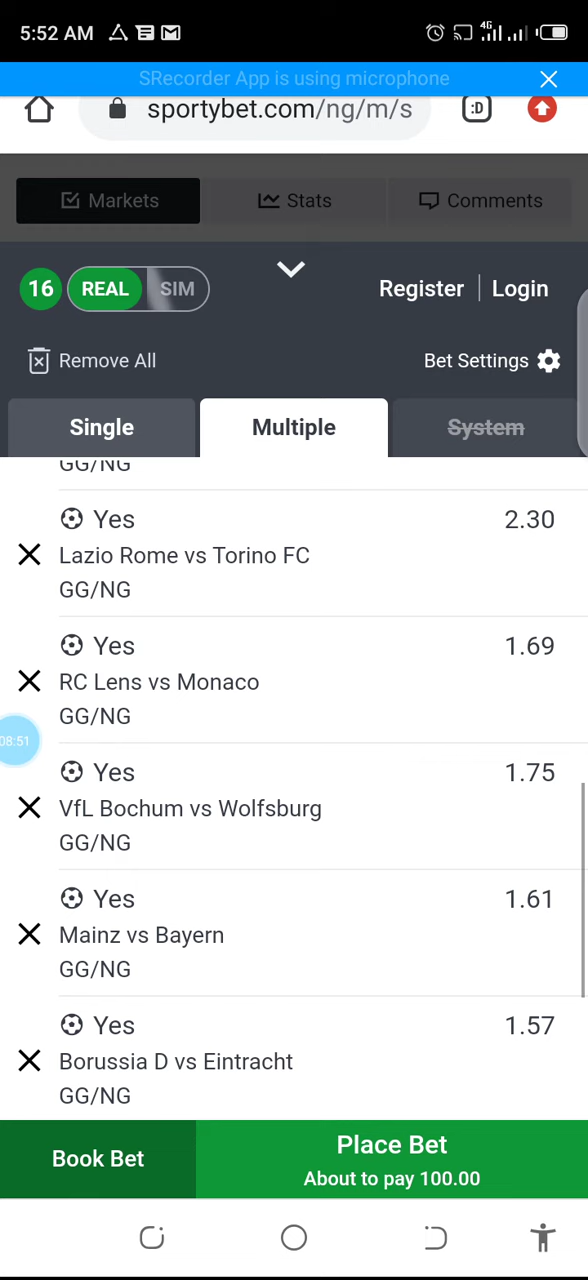 5:52 AM
4G
SRecorder App is using microphone
sportybet.com/ng/m/s
:D
Markets
Stats
Comments
16
REAL
SIM
Register
Login
Remove All
Bet Settings
Single
Multiple
System
GG/NG
Yes
2.30
Lazio Rome vs Torino FC
GG/NG
Yes
1.69
RC Lens vs Monaco
GG/NG
08:51
Yes
1.75
VfL Bochum vs Wolfsburg
GG/NG
Yes
1.61
Mainz vs Bayern
GG/NG
Yes
1.57
Borussia D vs Eintracht
GG/NG
Book Bet
Place Bet
About to pay 100.00